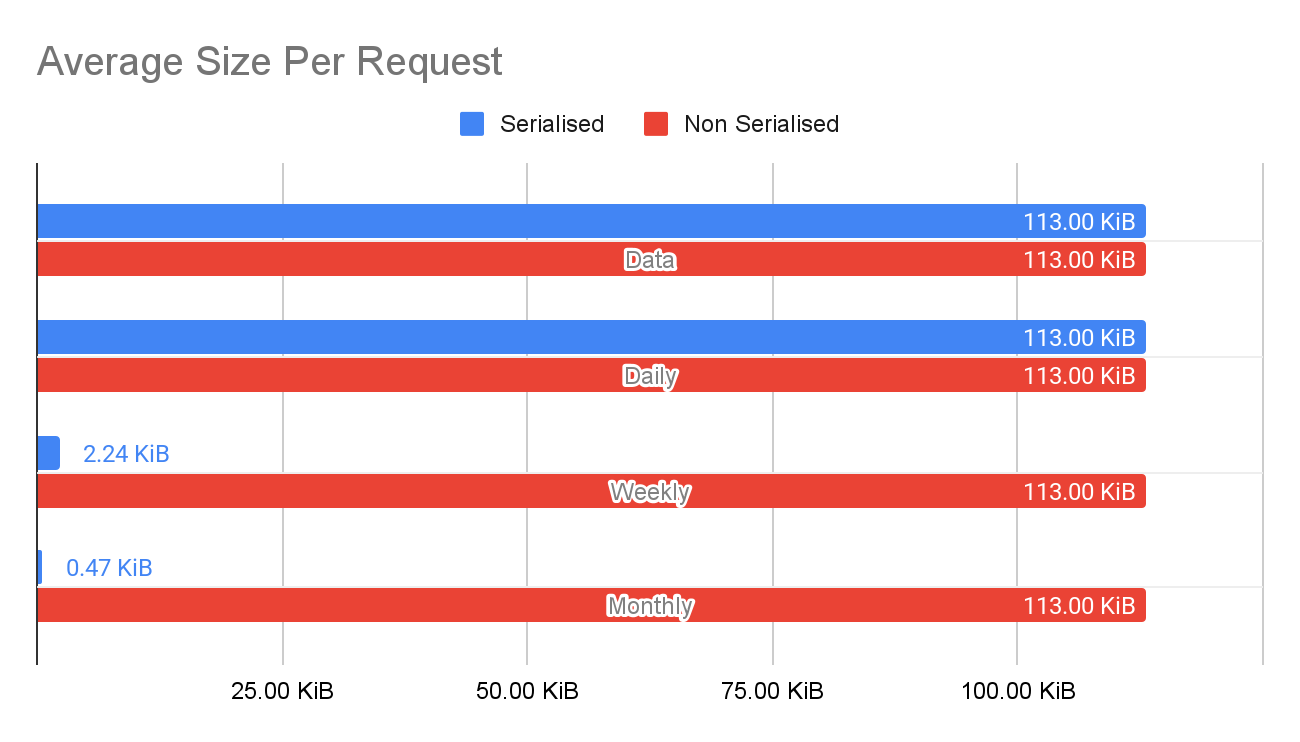 Average Size Per Request
Serialised Non Serialised
113.00 KiB
Data 113.00 KiB
113.00 KiB
Daily 113.00 KiB
2.24 KiB
Weekly 113.00 KiB
0.47 KiB
Monthly 113.00 KiB
25.00 KiB 50.00 KiB 75.00 KiB 100.00 KiB